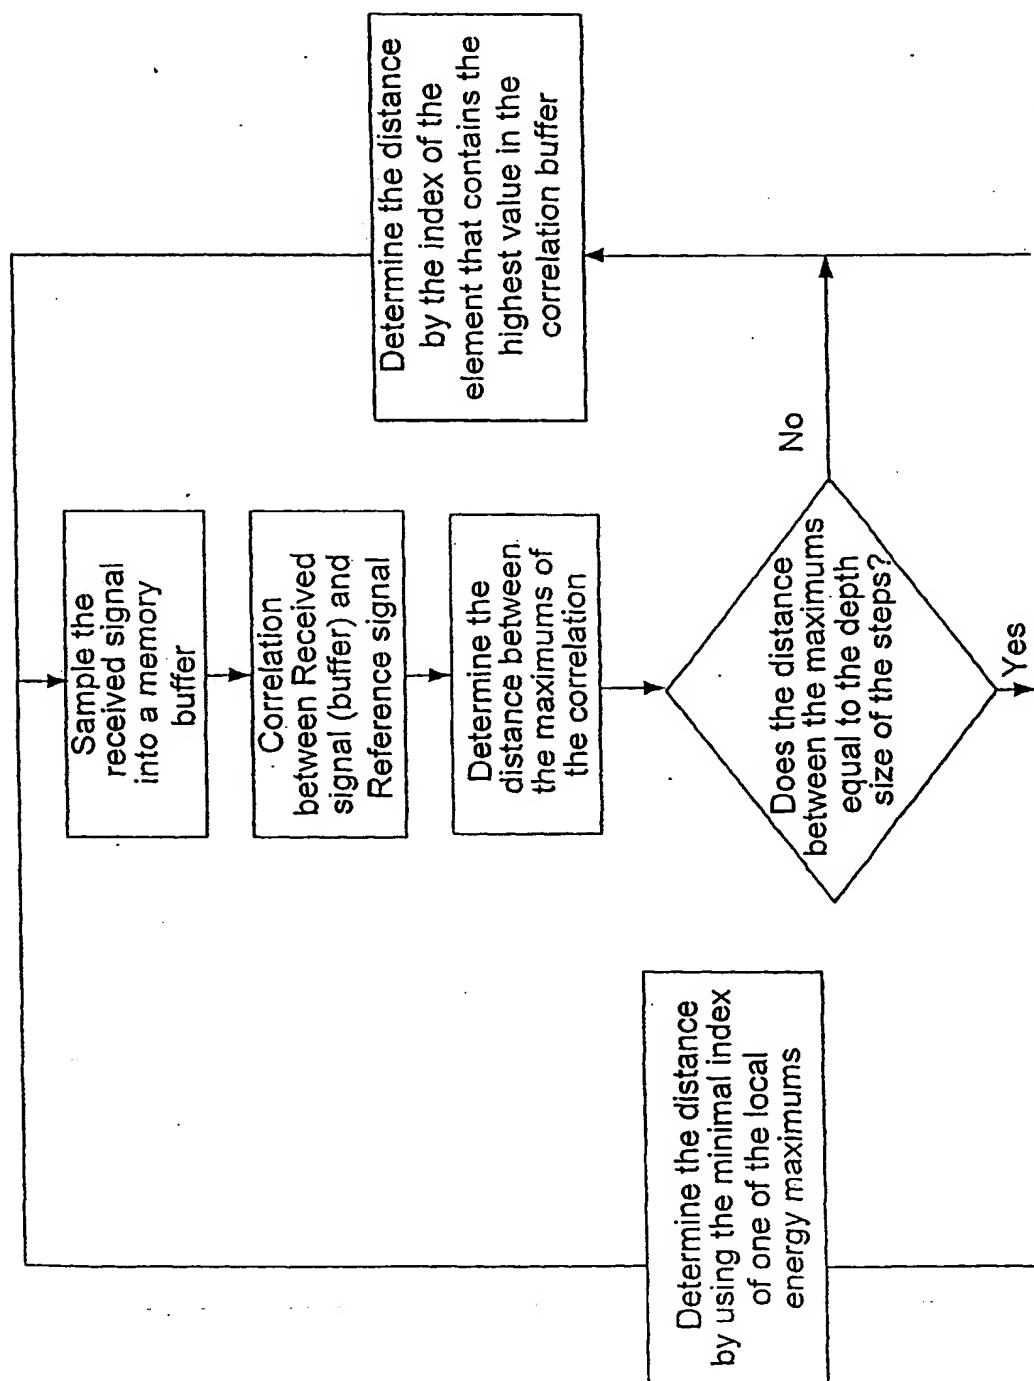 Sample the
received signal
into a memory
buffer
Correlation
between Received
signal (buffer) and
Reference signal
Determine the
distance between
the maximums of
the correlation
Does the distance
between the maximums
equal to the depth
size of the steps?
No
Yes
Determine the distance
by the index of the
element that contains the
highest value in the
correlation buffer
Determine the distance
by using the minimal index
of one of the local
energy maximums